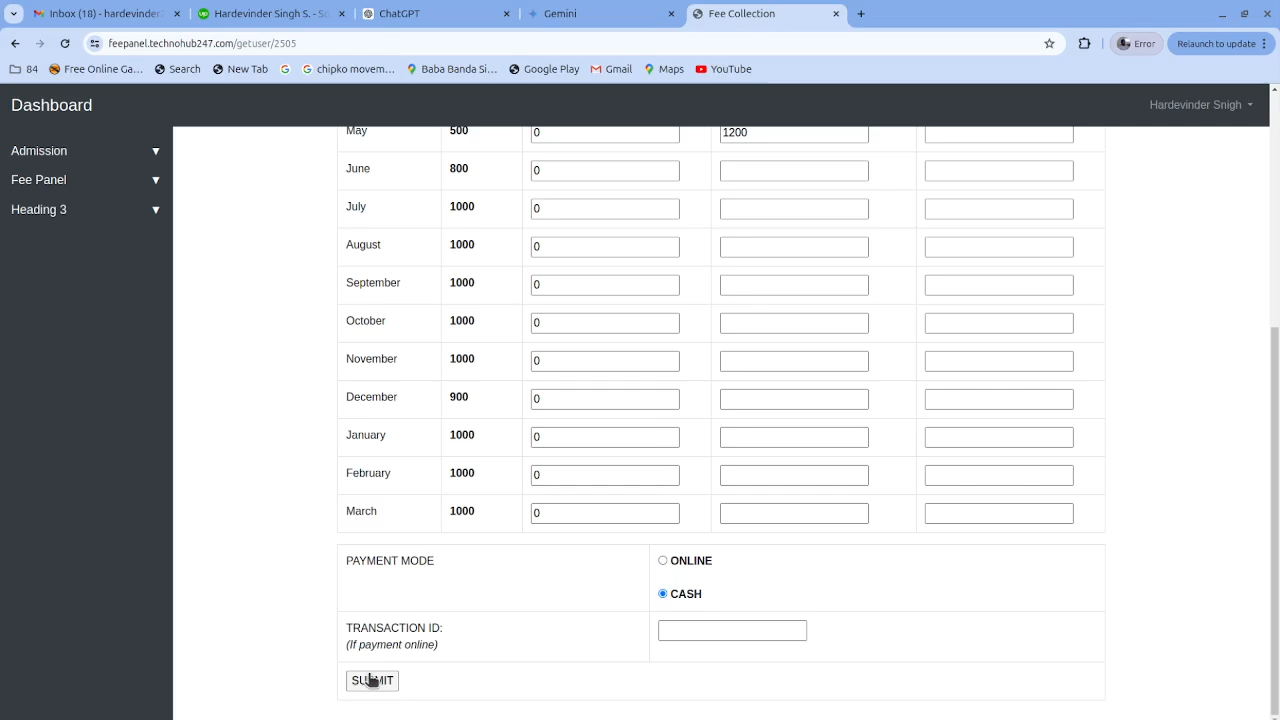 Inbox (18) - hardevinder
Hardevinder Singh S. - Sc
ChatGPT
Gemini
Fee Collection
feepanel.technohub247.com/getuser/2505
Error
Relaunch to update
84
Free Online Ga...
Search
New Tab
chipko movem...
Baba Banda Si...
Google Play
Gmail
Maps
YouTube
Dashboard
Hardevinder Snigh
Admission
Fee Panel
Heading 3
May 500 0 1200
June 800 0
July 1000 0
August 1000 0
September 1000 0
October 1000 0
November 1000 0
December 900 0
January 1000 0
February 1000 0
March 1000 0
PAYMENT MODE
ONLINE
CASH
TRANSACTION ID:
(If payment online)
SUBMIT